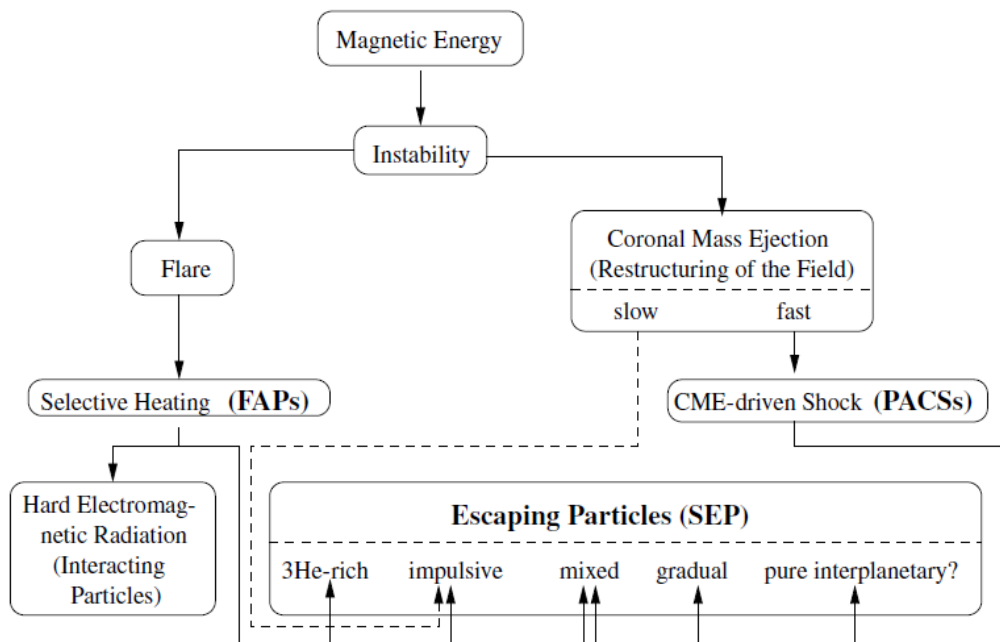 Magnetic Energy
Instability
Coronal Mass Ejection
(Restructuring of the Field)
slow fast
Flare
Selective Heating (FAPs)
CME-driven Shock (PACSs)
Hard Electromag-
netic Radiation
(Interacting
Particles)
Escaping Particles (SEP)
3He-rich impulsive mixed gradual pure interplanetary?